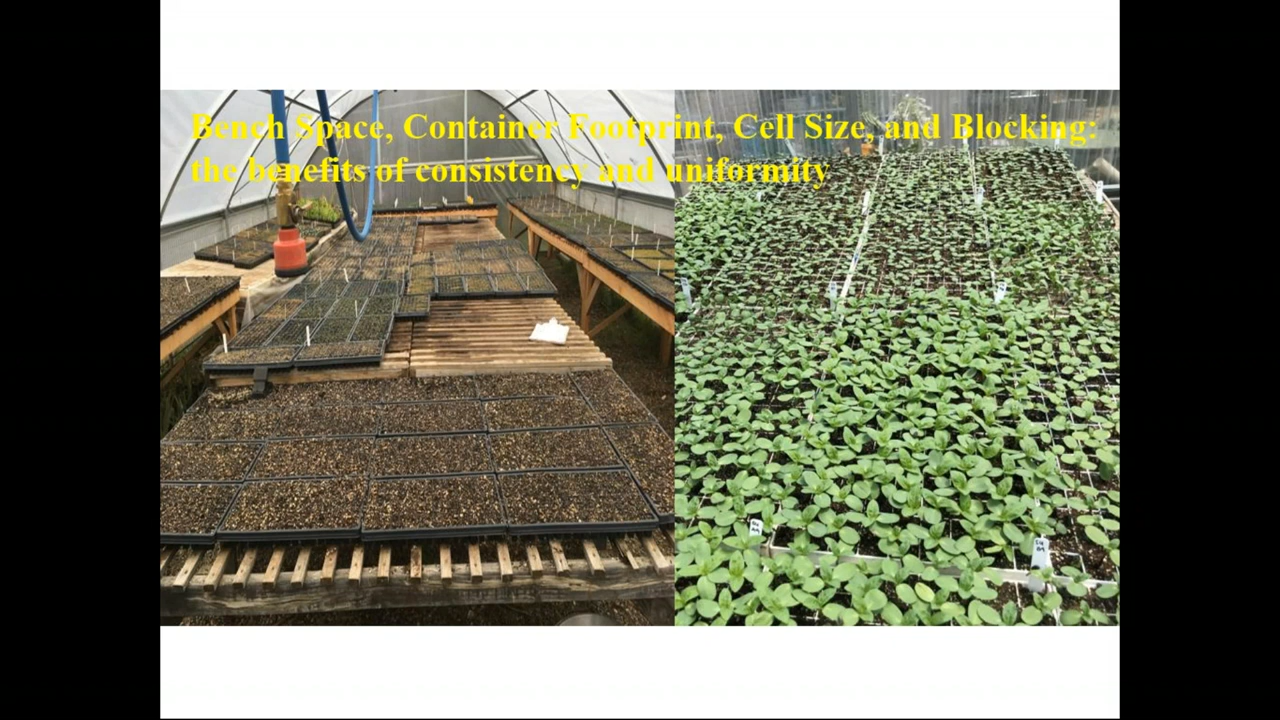 Bench Space, Container Footprint, Cell Size, and Blocking:
the benefits of consistency and uniformity